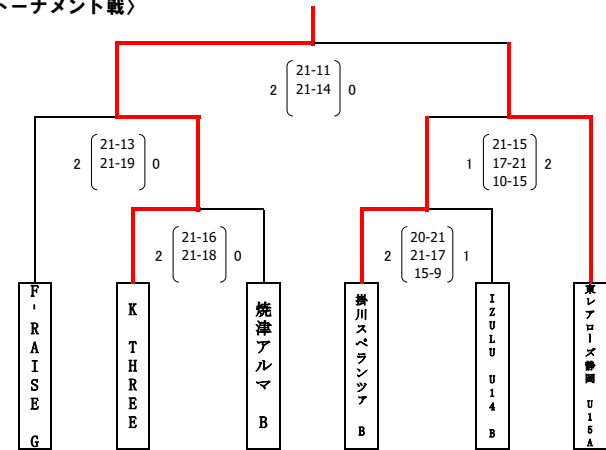 トーナメント戦〉
2 21-11 0
21-14
2 21-13 0
21-19
1 21-15 2
17-21
10-15
2 21-16 0
21-18
2 20-21 1
21-17
15-9
F'RAISE G
K THREE
焼津アルマ B
掛川スペランツァ B
IZULU U14 B
東レアローズ静岡 U15A